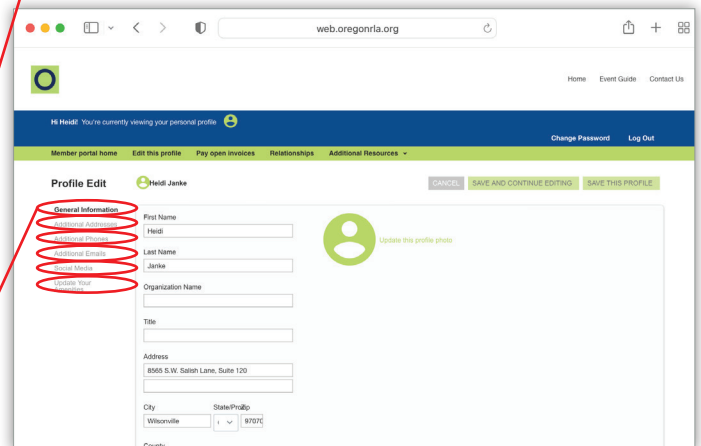 web.oregonrla.org
Home Event Guide Contact Us
Hi Heidi! You're currently viewing your personal profile
Change Password Log Out
Member portal home Edit this profile Pay open invoices Relationships Additional Resources
Profile Edit
Heidi Janke
CANCEL SAVE AND CONTINUE EDITING SAVE THIS PROFILE
General Information
Additional Addresses
Additional Phones
Additional Emails
Social Media
Update Your
Amenities
First Name
Heidi
Update this profile photo
Last Name
Janke
Organization Name
Title
Address
8565 S.W. Salish Lane, Suite 120
City State/Pro Zip
Wilsonville 97070
County